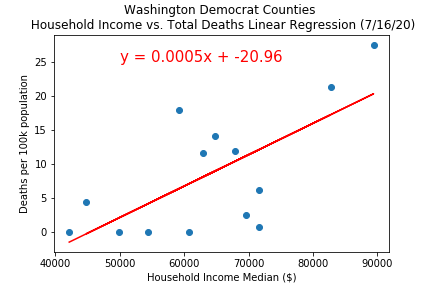 Washington Democrat Counties
Household Income vs. Total Deaths Linear Regression (7/16/20)
y = 0.0005x + -20.96
Deaths per 100k population
25
20
15
10
5
0
40000 50000 60000 70000 80000 90000
Household Income Median ($)